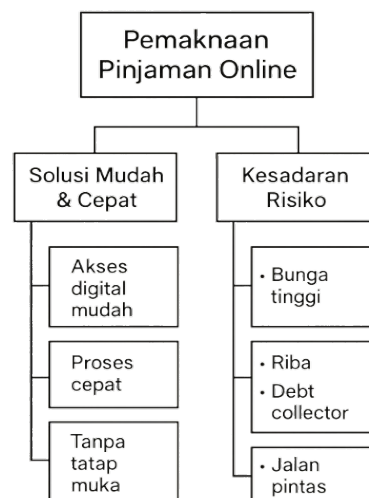 Pemaknaan
Pinjaman Online
Solusi Mudah
& Cepat
Akses
digital
mudah
Proses
cepat
Tanpa
tatap
muka
Kesadaran
Risiko
• Bunga
tinggi
• Riba
• Debt
collector
• Jalan
pintas